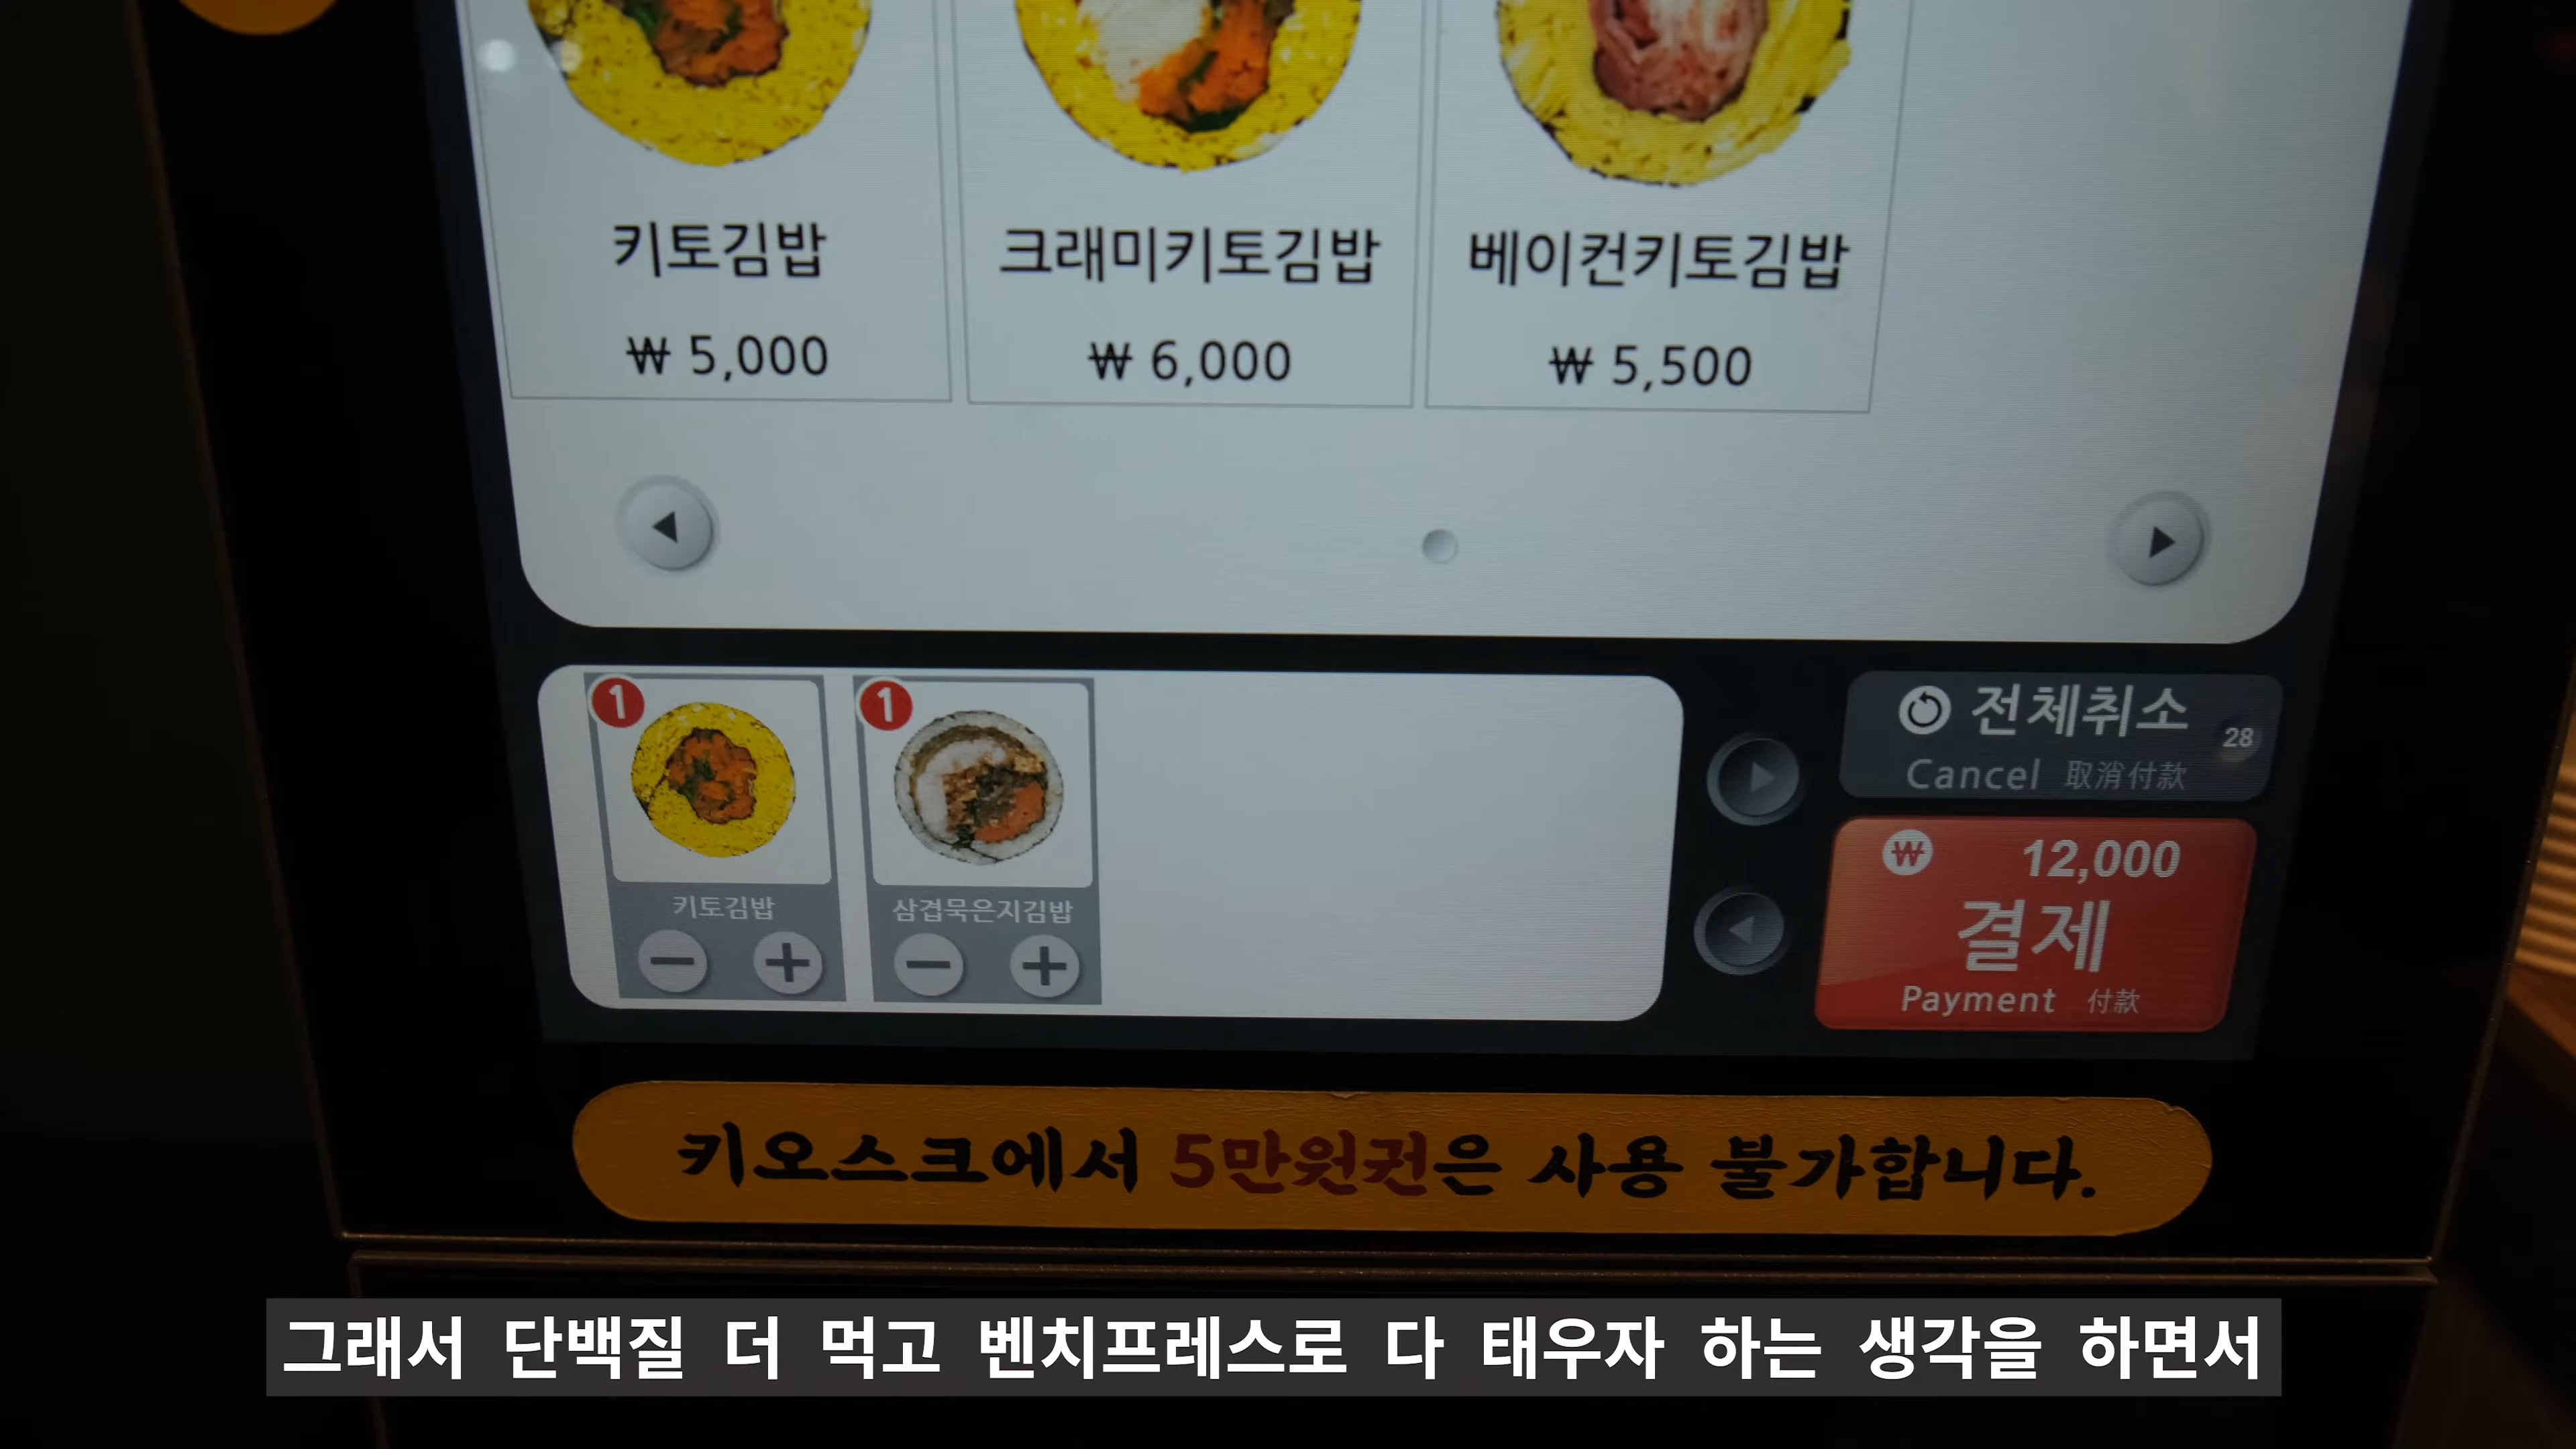 키토김밥
₩ 5,000
크래미키토김밥
₩ 6,000
베이컨키토김밥
₩ 5,500
1
키토김밥
1
삼겹묵은지김밥
전체취소
28
Cancel 取消付款
₩ 12,000
결제
Payment 付款
키오스크에서 5만원권은 사용 불가합니다.
그래서 단백질 더 먹고 벤치프레스로 다 태우자 하는 생각을 하면서